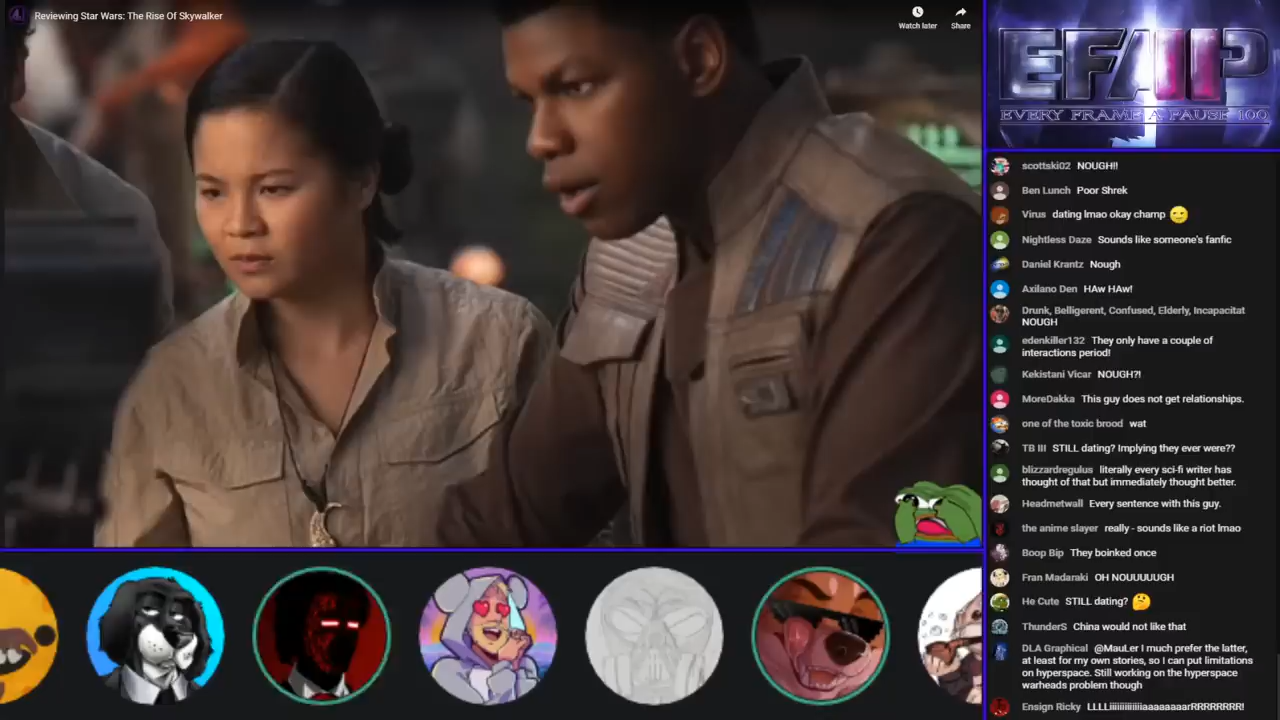 Reviewing Star Wars: The Rise Of Skywalker
Watch later
Share
EFAP
EVERY FRAME A PAUSE 100
scottski02 NOUGH!!
Ben Lunch Poor Shrek
Virus dating lmao okay champ
Nightless Daze Sounds like someone's fanfic
Daniel Krantz Nough
Axilano Den HAw HAw!
Drunk, Belligerent, Confused, Elderly, Incapacitat
NOUGH
edenkiller132 They only have a couple of
interactions period!
Kekistani Vicar NOUGH?!
MoreDakka This guy does not get relationships.
one of the toxic brood wat
TB III STILL dating? Implying they ever were??
blizzardregulus literally every sci-fi writer has
thought of that but immediately thought better.
Headmetwall Every sentence with this guy.
the anime slayer really - sounds like a riot lmao
Boop Bip They boinked once
Fran Madaraki OH NOUUUUUGH
He Cute STILL dating? 🤔
ThunderS China would not like that
DLA Graphical @MauLer I much prefer the latter,
at least for my own stories, so I can put limitations
on hyperspace. Still working on the hyperspace
warheads problem though
Ensign Ricky LLLLiiiiiiiiiiiiiaaaaaaarRRRRRRRR!